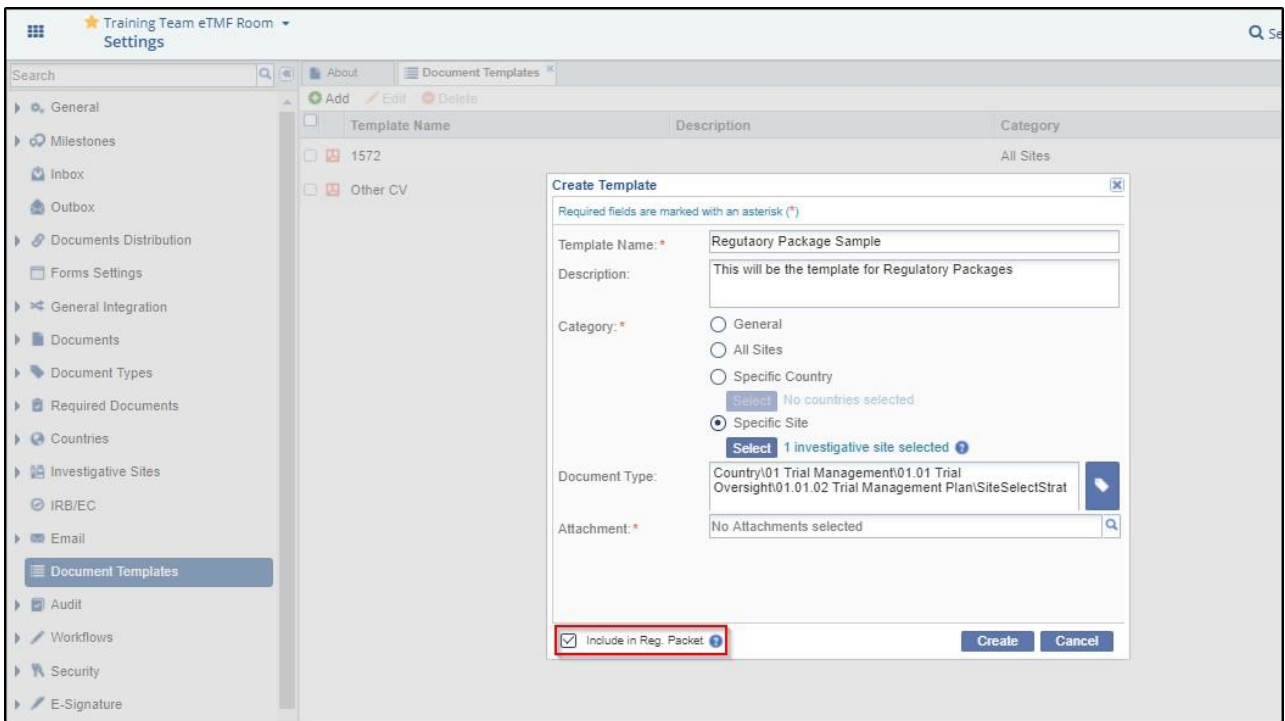 Training Team eTMF Room
Settings
Se
Search
About
Document Templates
General
Add Edit Delete
Template Name Description Category
Milestones
1572 All Sites
Inbox
Other CV
Outbox
Documents Distribution
Forms Settings
General Integration
Documents
Document Types
Required Documents
Countries
Investigative Sites
IRB/EC
Email
Document Templates
Audit
Workflows
Security
E-Signature
Create Template
Required fields are marked with an asterisk (*)
Template Name: * Regutaory Package Sample
Description: This will be the template for Regulatory Packages
Category: * General
All Sites
Specific Country
Select No countries selected
Specific Site
Select 1 investigative site selected ?
Document Type: Country\01 Trial Management\01.01 Trial
Oversight\01.01.02 Trial Management Plan\SiteSelectStrat
Attachment: * No Attachments selected
Include in Reg. Packet ? Create Cancel